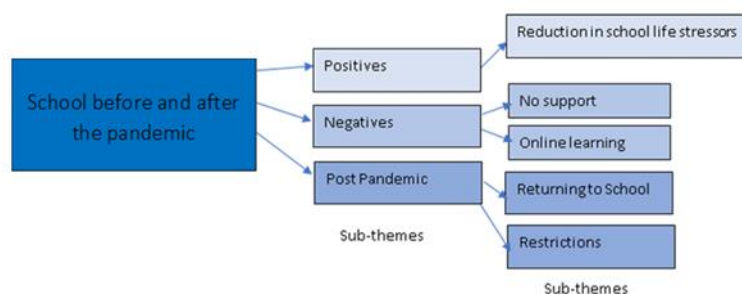 School before and after
the pandemic
Positives
Negatives
Post Pandemic
Sub-themes
Reduction in school life stressors
No support
Online learning
Returning to School
Restrictions
Sub-themes